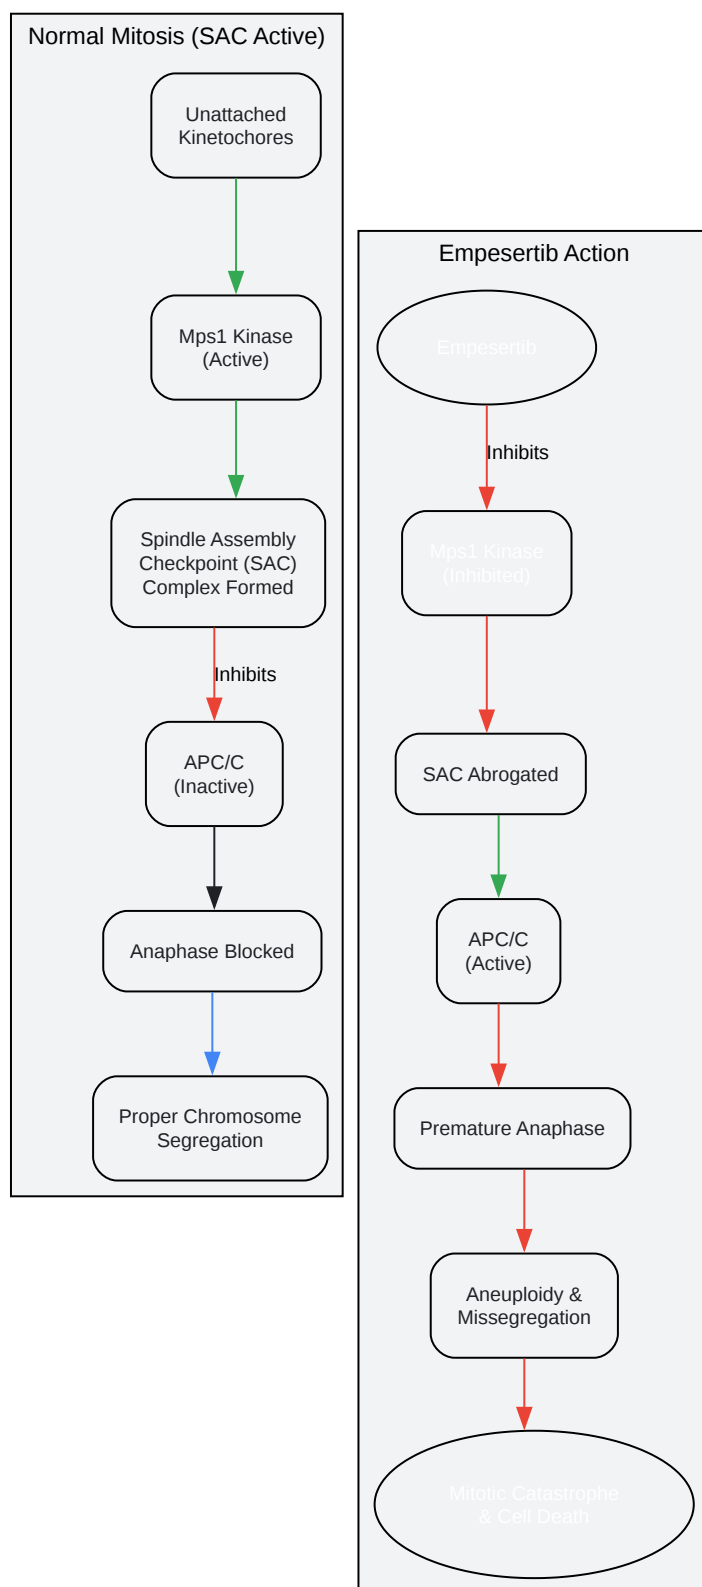 Normal Mitosis (SAC Active)
Unattached
Kinetochores
Mps1 Kinase
(Active)
Spindle Assembly
Checkpoint (SAC)
Complex Formed
Inhibits
APC/C
(Inactive)
Anaphase Blocked
Proper Chromosome
Segregation
Empesertib Action
Empesertib
Inhibits
Mps1 Kinase
(Inhibited)
SAC Abrogated
APC/C
(Active)
Premature Anaphase
Aneuploidy &
Missegregation
Mitotic Catastrophe
& Cell Death